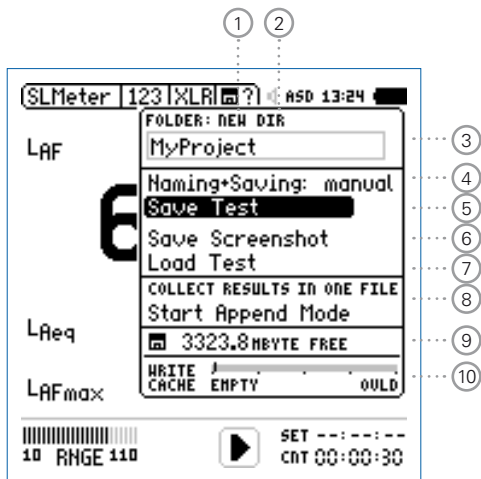 1 2
SLMeter 123 XLR ? ASD 13:24
FOLDER: NEW DIR
MyProject
3
LAF
Naming+Saving: manual
4
Save Test
5
6
Save Screenshot
6
Load Test
7
COLLECT RESULTS IN ONE FILE
8
Start Append Mode
LAeq
3323.8 MBYTE FREE
9
WRITE
CACHE EMPTY OVLD
10
LAFmax
SET --:--:--
10 RNGE 110
CNT 00:00:30